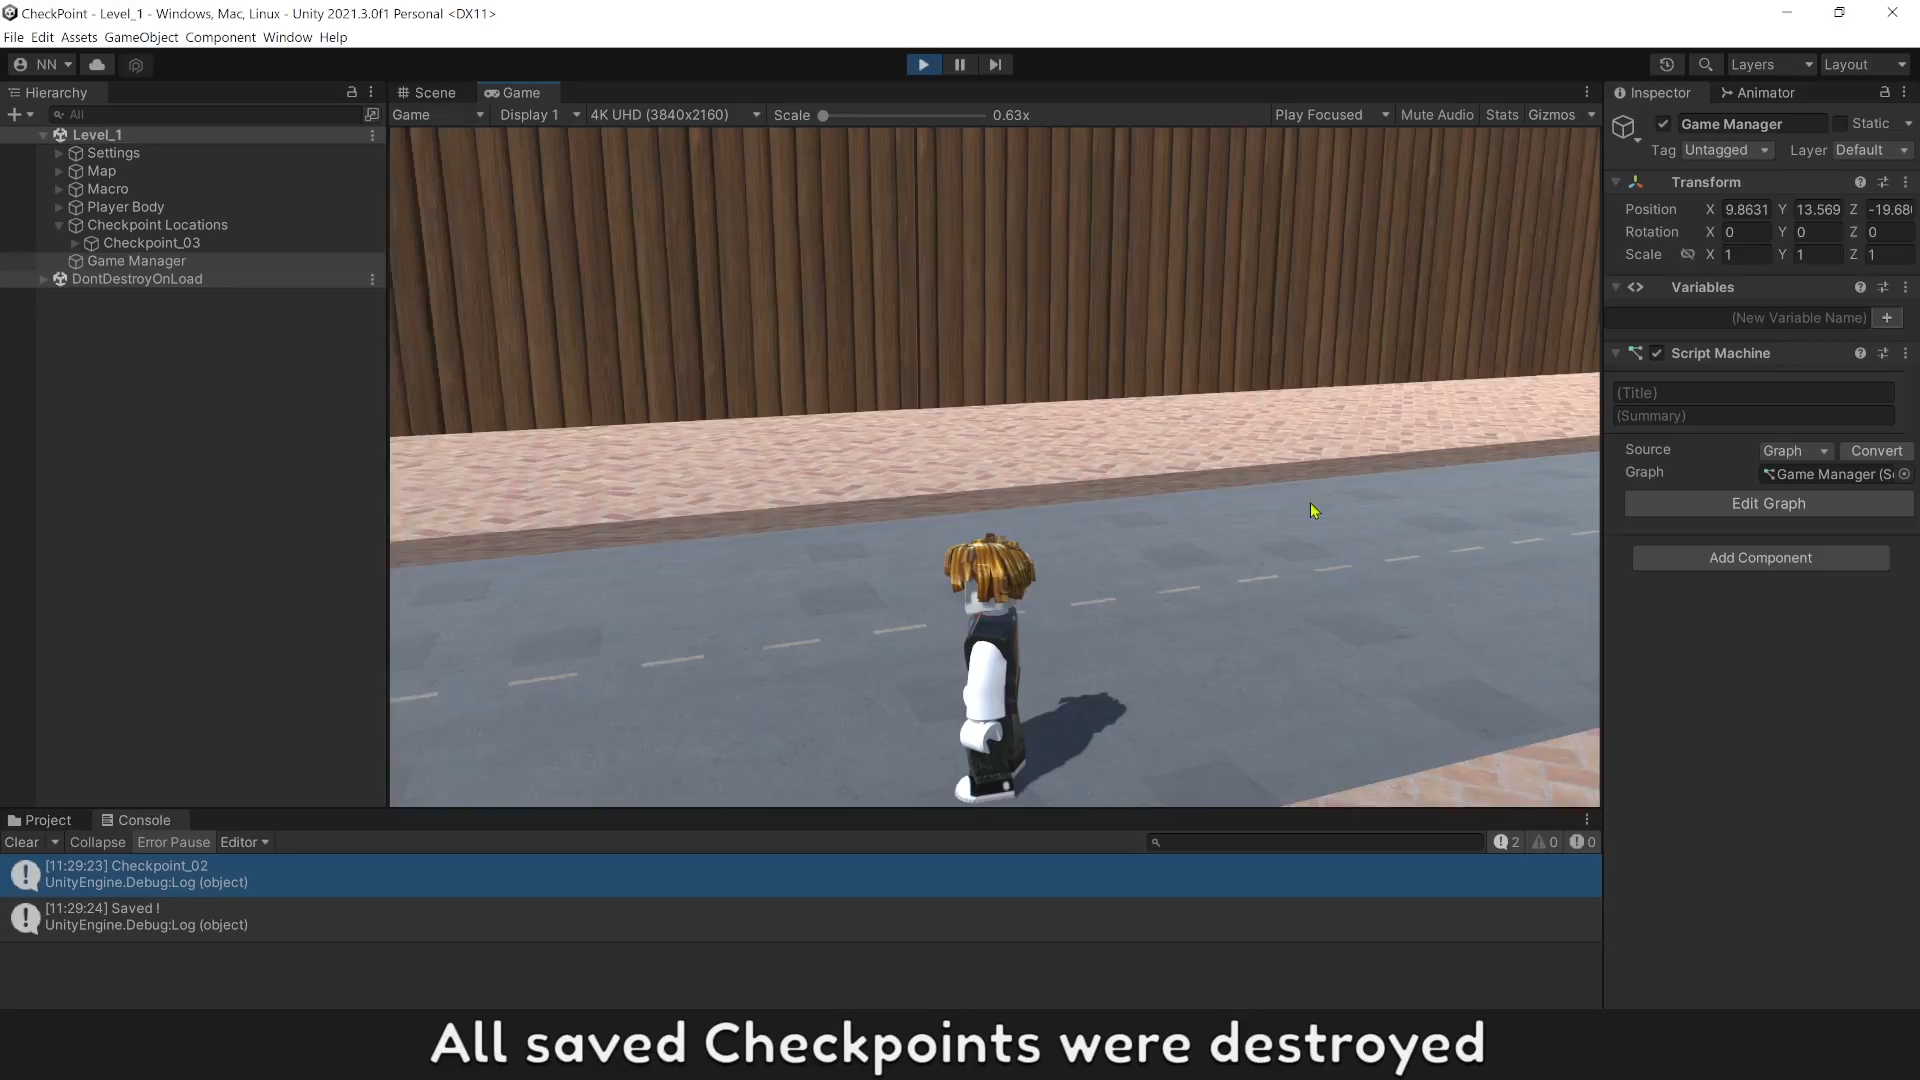 CheckPoint - Level_1 - Windows, Mac, Linux - Unity 2021.3.0f1 Personal <DX11>
File Edit Assets GameObject Component Window Help
NN
Layers
Layout
Hierarchy
Scene
Game
Inspector
Animator
All
Game
Display 1
4K UHD (3840x2160)
Scale
0.63x
Play Focused
Mute Audio
Stats
Gizmos
Level_1
Settings
Map
Macro
Player Body
Checkpoint Locations
Checkpoint_03
Game Manager
DontDestroyOnLoad
Game Manager
Static
Tag Untagged
Layer Default
Transform
Position X 9.8631 Y 13.569 Z -19.68
Rotation X 0 Y 0 Z 0
Scale X 1 Y 1 Z 1
Variables
(New Variable Name)
Script Machine
(Title)
(Summary)
Source Graph Convert
Graph Game Manager (S
Edit Graph
Add Component
Project
Console
Clear
Collapse
Error Pause
Editor
2
0
0
[11:29:23] Checkpoint_02
UnityEngine.Debug:Log (object)
[11:29:24] Saved !
UnityEngine.Debug:Log (object)
All saved Checkpoints were destroyed